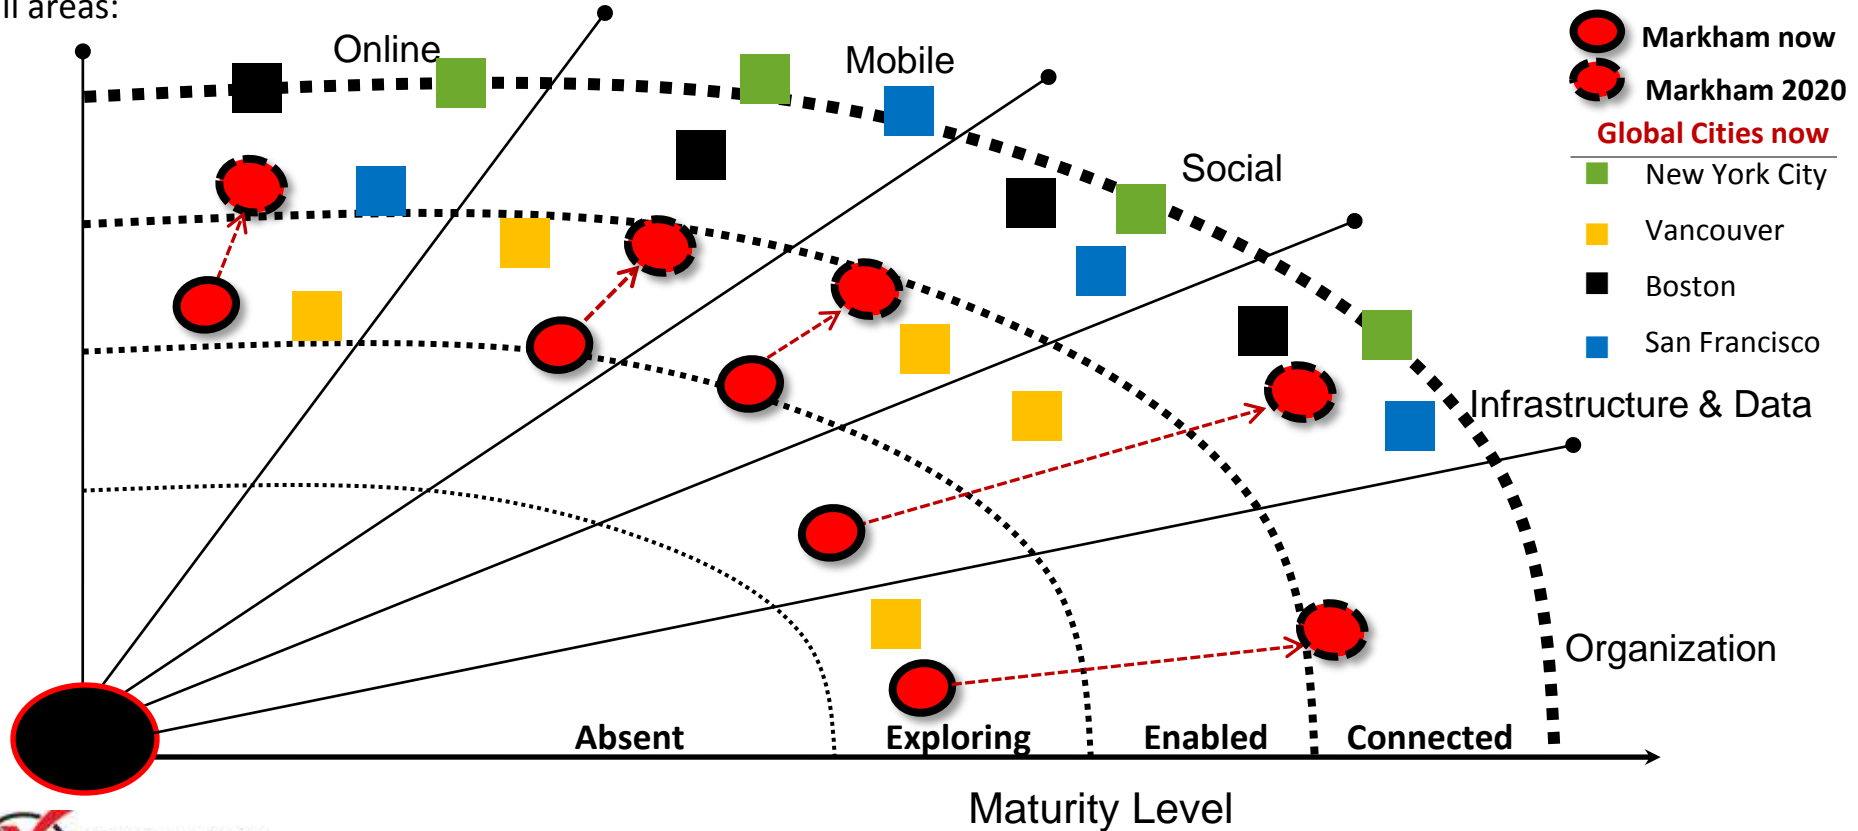 ll areas:
Online
Mobile
Social
Infrastructure & Data
Organization
Markham now
Markham 2020
Global Cities now
New York City
Vancouver
Boston
San Francisco
Absent
Exploring
Enabled
Connected
Maturity Level